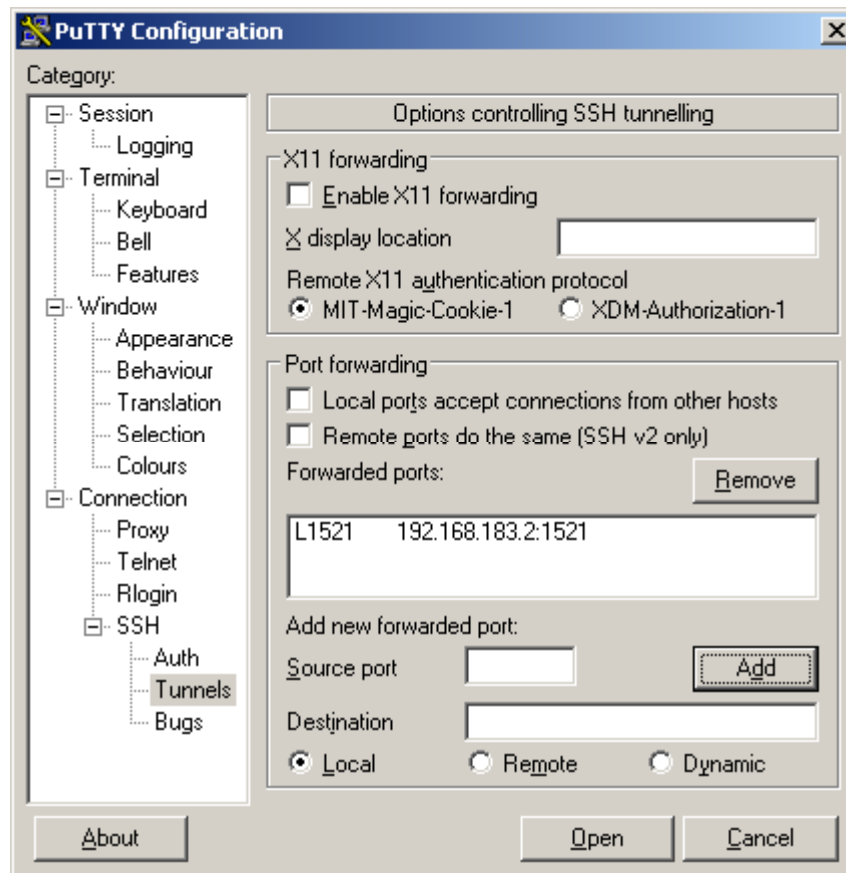 PuTTY Configuration
Category:
Session
Logging
Terminal
Keyboard
Bell
Features
Window
Appearance
Behaviour
Translation
Selection
Colours
Connection
Proxy
Telnet
Rlogin
SSH
Auth
Tunnels
Bugs
Options controlling SSH tunnelling
X11 forwarding
Enable X11 forwarding
X display location
Remote X11 authentication protocol
MIT-Magic-Cookie-1 XDM-Authorization-1
Port forwarding
Local ports accept connections from other hosts
Remote ports do the same (SSH v2 only)
Forwarded ports: Remove
L1521 192.168.183.2:1521
Add new forwarded port:
Source port Add
Destination
Local Remote Dynamic
About Open Cancel